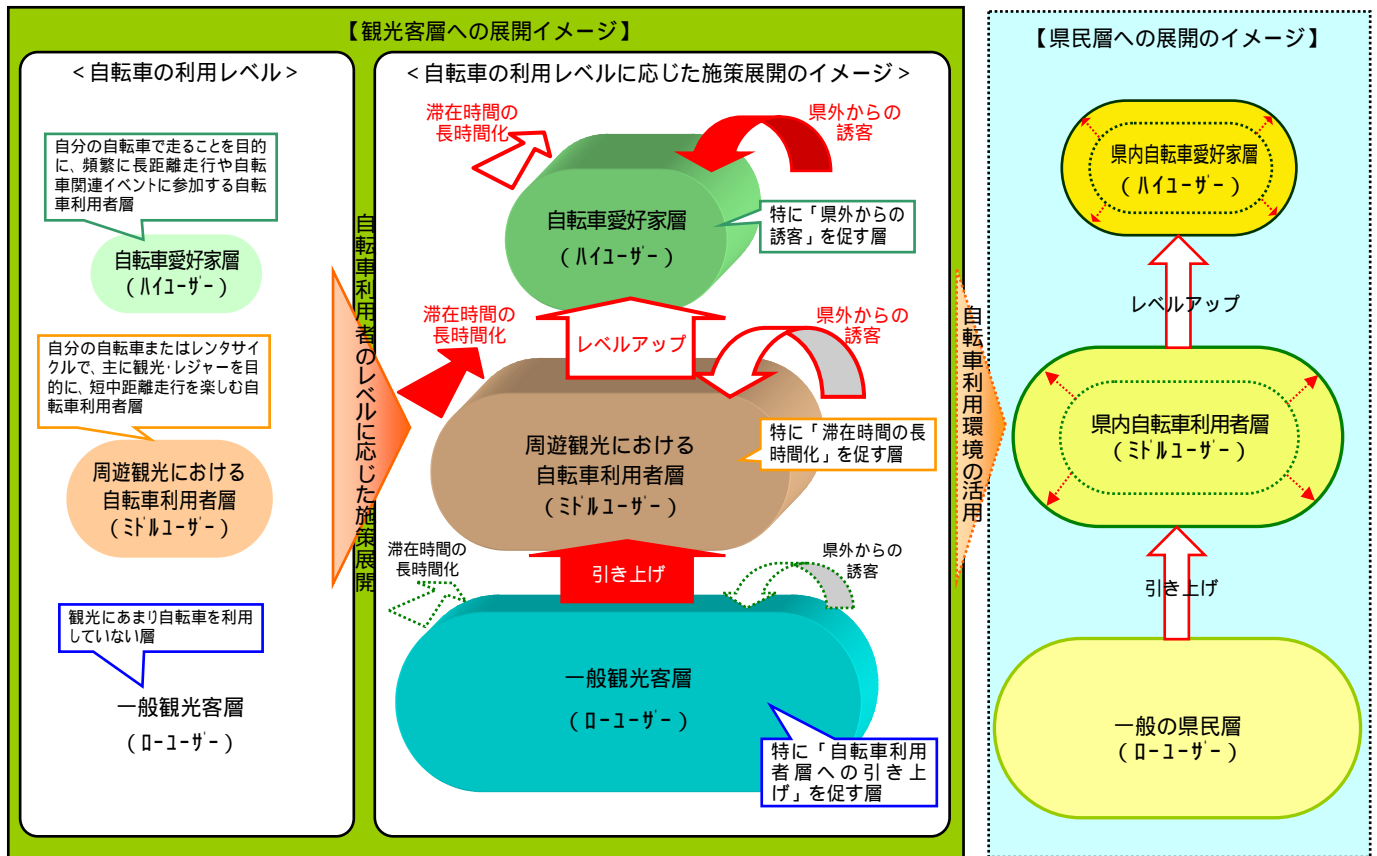 【観光客層への展開イメージ】
＜自転車の利用レベル＞
自分の自転車で走ることを目的
に、頻繁に長距離走行や自転
車関連イベントに参加する自転
車利用者層
自転車愛好家層
（ハイユーザー）
自分の自転車またはレンタサイ
クルで、主に観光・レジャーを目
的に、短中距離走行を楽しむ自
転車利用者層
周遊観光における
自転車利用者層
（ミドルユーザー）
観光にあまり自転車を利用
していない層
一般観光客層
（ローユーザー）
自転車利用者のレベルに応じた施策展開
＜自転車の利用レベルに応じた施策展開のイメージ＞
滞在時間の
長時間化
県外からの
誘客
自転車愛好家層
（ハイユーザー）
特に「県外からの
誘客」を促す層
滞在時間の
長時間化
レベルアップ
県外からの
誘客
周遊観光における
自転車利用者層
（ミドルユーザー）
特に「滞在時間の長
時間化」を促す層
滞在時間の
長時間化
引き上げ
県外からの
誘客
一般観光客層
（ローユーザー）
特に「自転車利用
者層への引き上
げ」を促す層
自転車利用環境の活用
【県民層への展開のイメージ】
県内自転車愛好家層
（ハイユーザー）
レベルアップ
県内自転車利用者層
（ミドルユーザー）
引き上げ
一般の県民層
（ローユーザー）